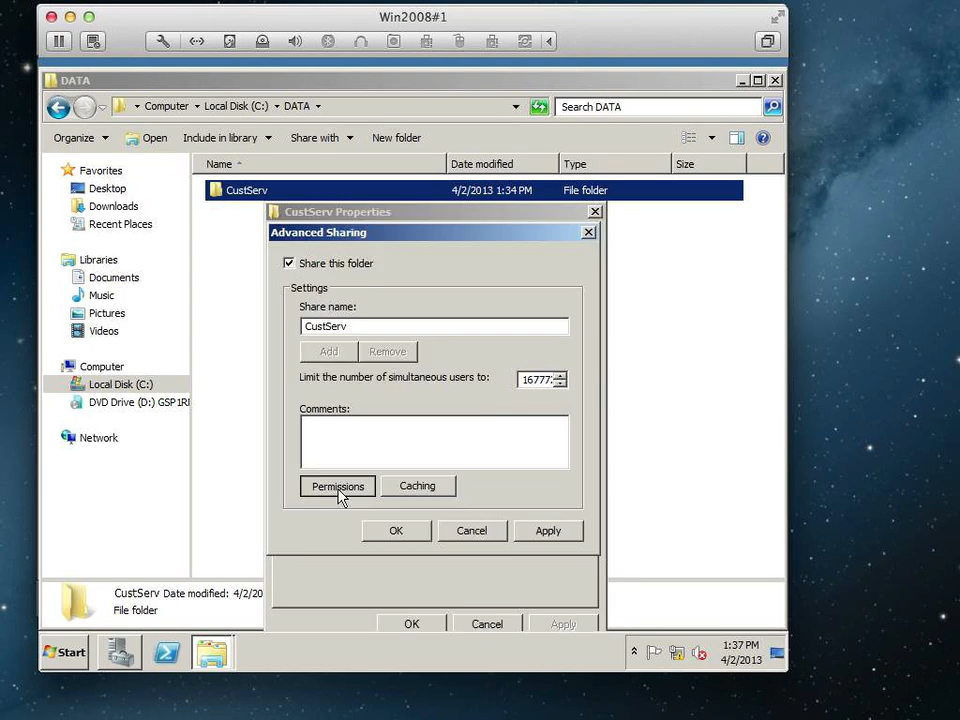 Win2008#1
DATA
Computer Local Disk (C:) DATA
Search DATA
Organize Open Include in library Share with New folder
Name Date modified Type Size
Favorites
Desktop
Downloads
Recent Places
Libraries
Documents
Music
Pictures
Videos
Computer
Local Disk (C:)
DVD Drive (D:) GSP1RI
Network
CustServ 4/2/2013 1:34 PM File folder
CustServ Properties
Advanced Sharing
Share this folder
Settings
Share name:
CustServ
Add Remove
Limit the number of simultaneous users to: 16777
Comments:
Permissions Caching
OK Cancel Apply
OK Cancel Apply
CustServ Date modified: 4/2/20
File folder
Start
1:37 PM
4/2/2013